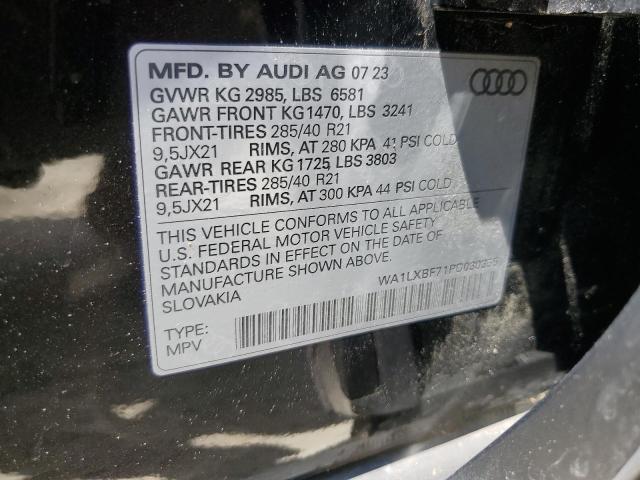 MFD. BY AUDI AG 07 23
GVWR KG 2985, LBS 6581
GAWR FRONT KG1470, LBS 3241
FRONT-TIRES 285/40 R21
9,5JX21 RIMS, AT 280 KPA 41 PSI COLD
GAWR REAR KG 1725, LBS 3803
REAR-TIRES 285/40 R21
9,5JX21 RIMS, AT 300 KPA 44 PSI COLD
THIS VEHICLE CONFORMS TO ALL APPLICABLE
U.S. FEDERAL MOTOR VEHICLE SAFETY
STANDARDS IN EFFECT ON THE DATE OF
MANUFACTURE SHOWN ABOVE.
SLOVAKIA
TYPE:
MPV